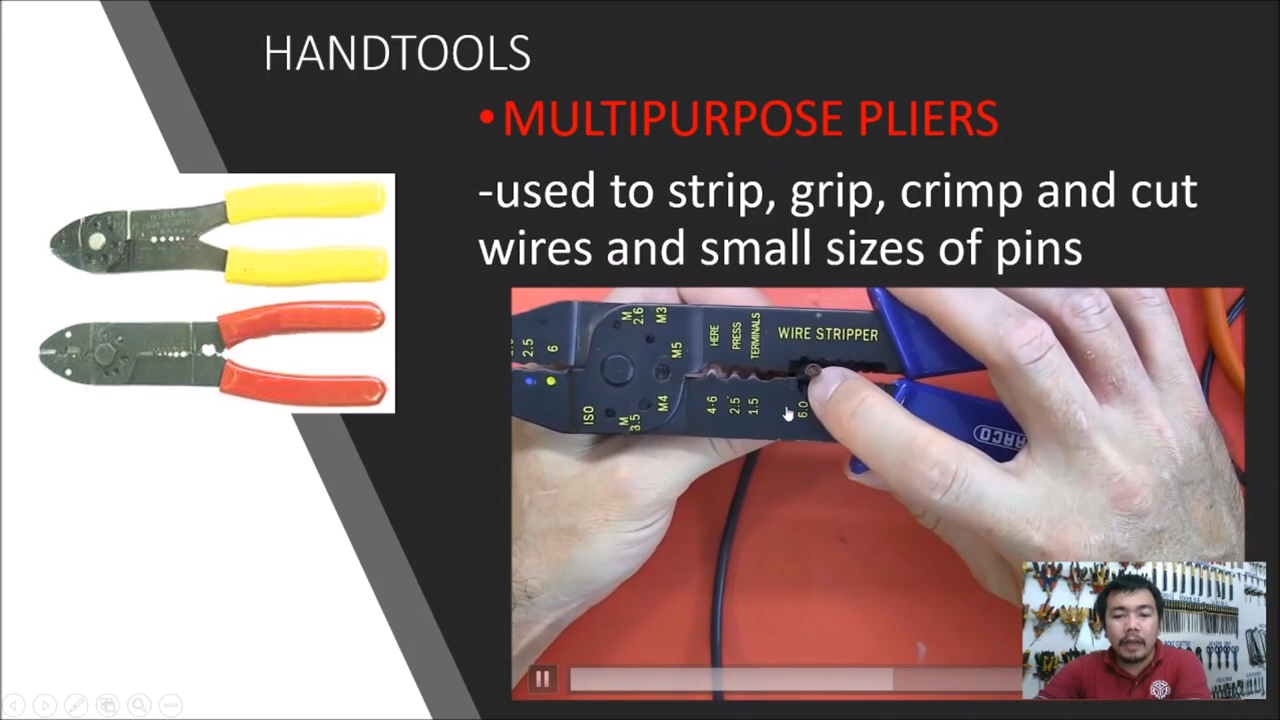 HANDTOOLS
•MULTIPURPOSE PLIERS
-used to strip, grip, crimp and cut
wires and small sizes of pins
2.5
6
ISO
M
2.6
M3
M5
M
3.5
M4
HERE
PRESS
TERMINALS
WIRE STRIPPER
4-6
2.5
1.5
6.0